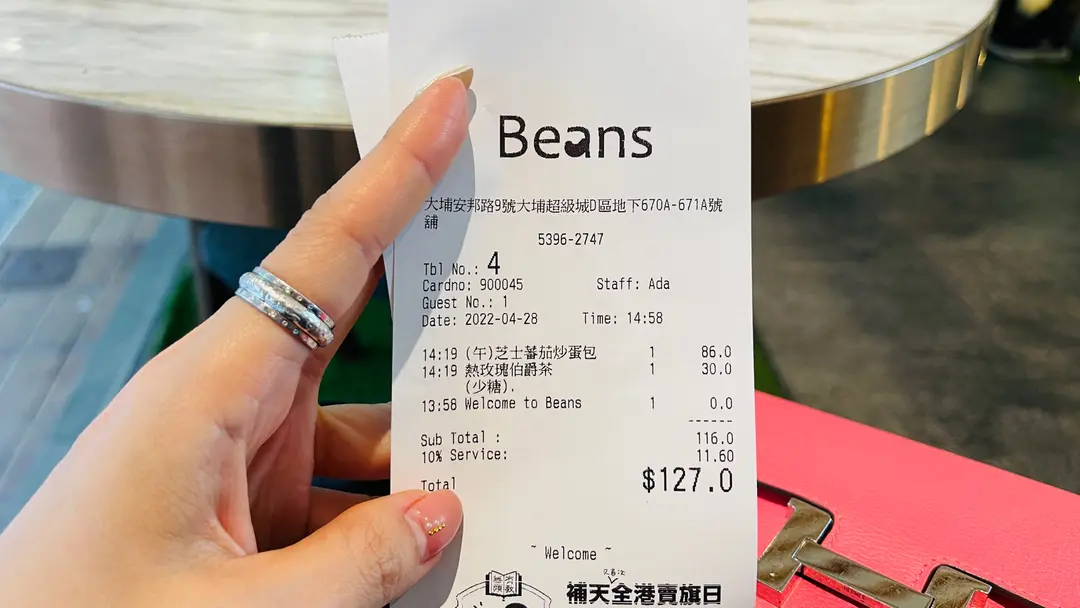 Beans
大埔安邦路9號大埔超級城D區地下670A-671A號
舖
5396-2747
Tbl No.: 4
Cardno: 900045 Staff: Ada
Guest No.: 1
Date: 2022-04-28 Time: 14:58
14:19 (午)芝士蕃茄炒蛋包 1 86.0
14:19 熱玫瑰伯爵茶 1 30.0
(少糖).
13:58 Welcome to Beans 1 0.0
------
Sub Total : 116.0
10% Service: 11.60
Total $127.0
~ Welcome ~
補天全港賣旗日